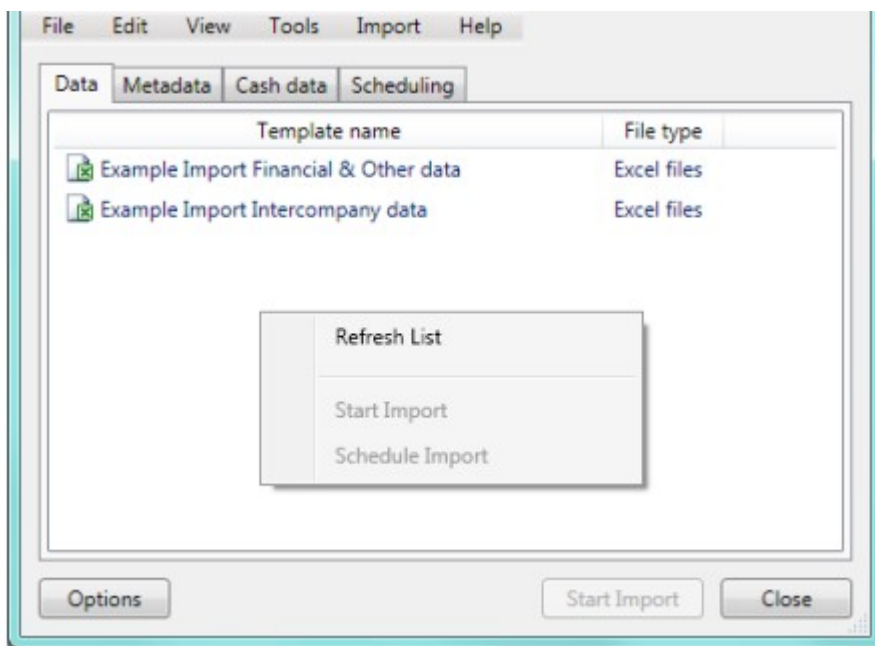 File Edit View Tools Import Help
Data Metadata Cash data Scheduling
Template name File type
Example Import Financial & Other data Excel files
Example Import Intercompany data Excel files
Refresh List
Start Import
Schedule Import
Options Start Import Close